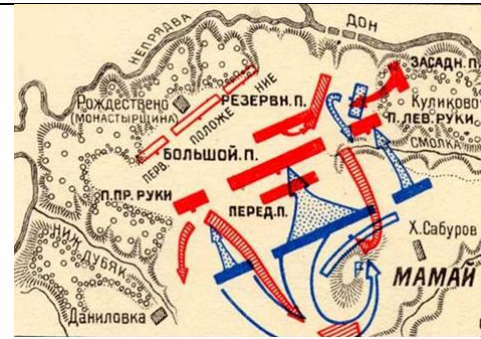 НЕПРЯДВА
ДОН
ЗАСАДН. П.
Рождествено
(МОНАСТЫРЩИНА)
РЕЗЕРВН. П.
Куликово
П. ЛЕВ. РУКИ
ПЕРВ. ПОЛОЖЕНИЕ
СМОЛКА
БОЛЬШОЙ. П.
П. ПР. РУКИ
ПЕРЕД. П.
Х. Сабуров
НИЖ. ДУБЯК
МАМАЙ
Даниловка